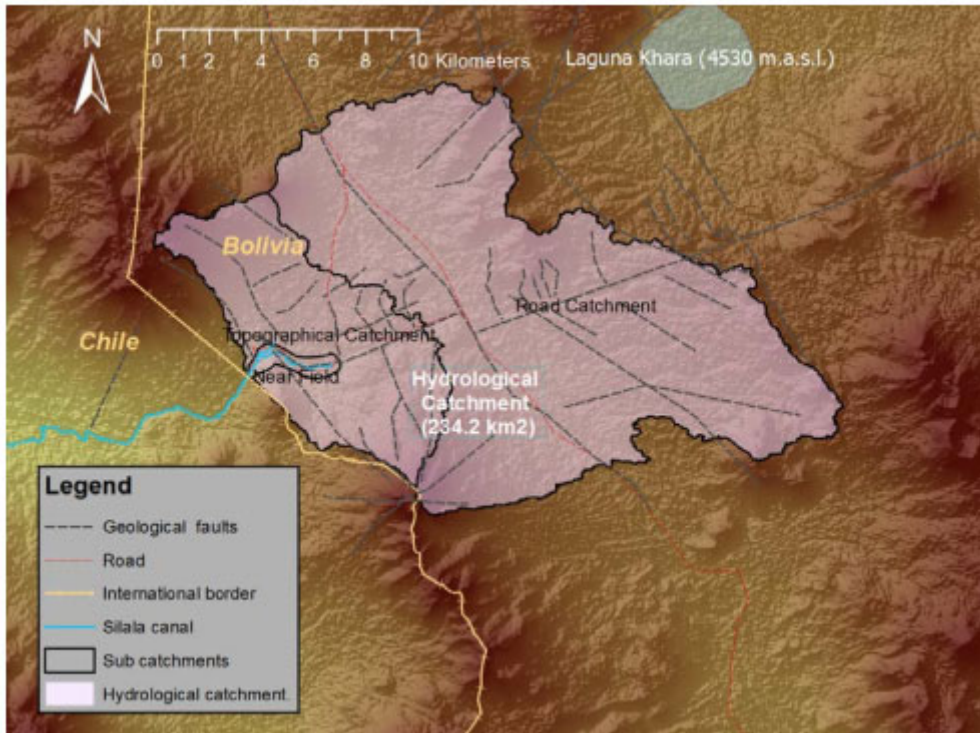 N
0 2 4 6 8 10 Kilometers
Laguna Khara (4530 m.a.s.l.)
Bolivia
Road Catchment
Chile
Topographical Catchment
Near Field
Hydrological
Catchment
(234.2 km2)
Legend
Geological faults
Road
International border
Silala canal
Sub catchments
Hydrological catchment.